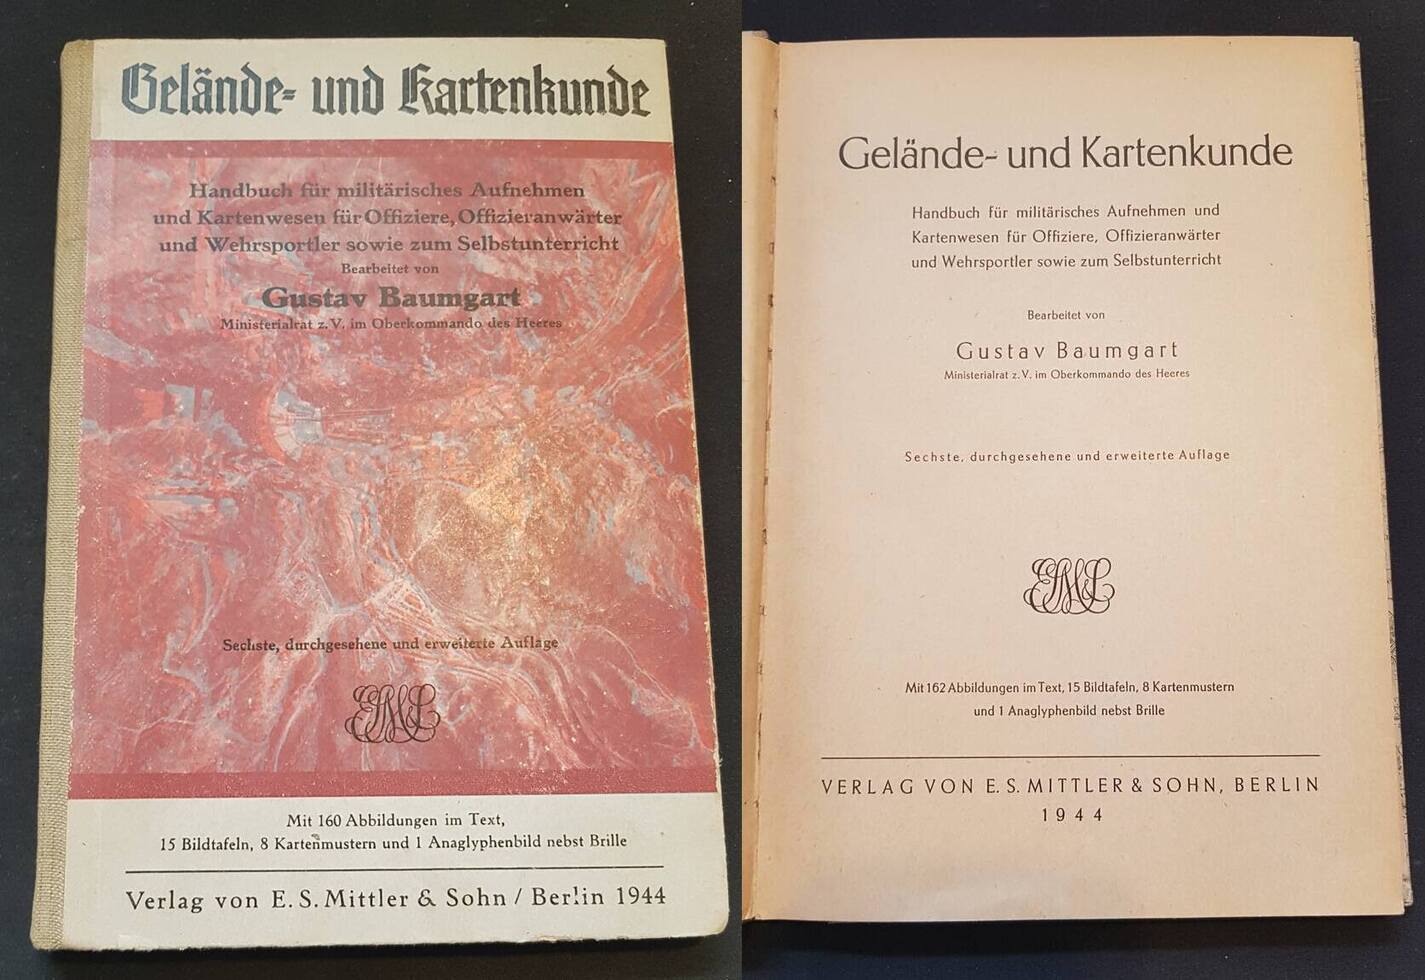 Gelände- und Kartenkunde
Handbuch für militärisches Aufnehmen
und Kartenwesen für Offiziere, Offizieranwärter
und Wehrsportler sowie zum Selbstunterricht
Bearbeitet von
Gustav Baumgart
Ministerialrat z. V. im Oberkommando des Heeres
Sechste, durchgesehene und erweiterte Auflage
Mit 160 Abbildungen im Text,
15 Bildtafeln, 8 Kartenmustern und 1 Anaglyphenbild nebst Brille
Verlag von E. S. Mittler & Sohn / Berlin 1944
Gelände- und Kartenkunde
Handbuch für militärisches Aufnehmen und
Kartenwesen für Offiziere, Offizieranwärter
und Wehrsportler sowie zum Selbstunterricht
Bearbeitet von
Gustav Baumgart
Ministerialrat z. V. im Oberkommando des Heeres
Sechste, durchgesehene und erweiterte Auflage
Mit 162 Abbildungen im Text, 15 Bildtafeln, 8 Kartenmustern
und 1 Anaglyphenbild nebst Brille
VERLAG VON E. S. MITTLER & SOHN, BERLIN
1944